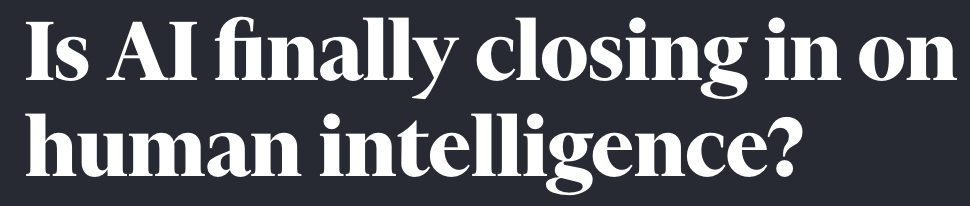 Is AI finally closing in on
human intelligence?